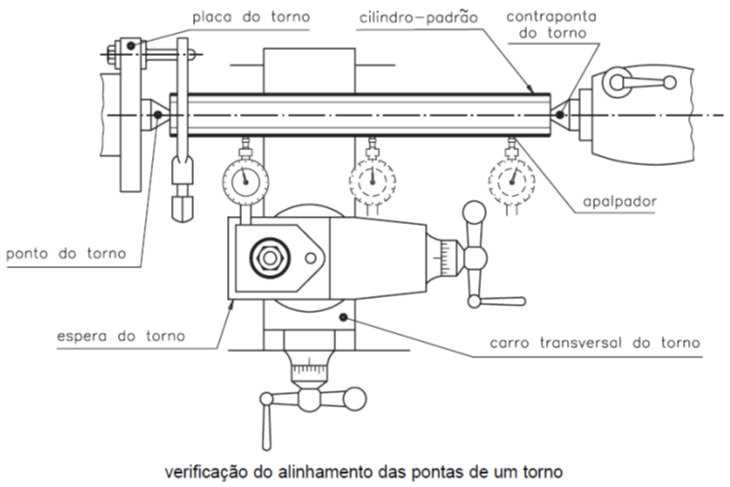 placa do torno
cilindro-padrão
contraponta
do torno
apalpador
ponto do torno
espera do torno
carro transversal do torno
verificação do alinhamento das pontas de um torno